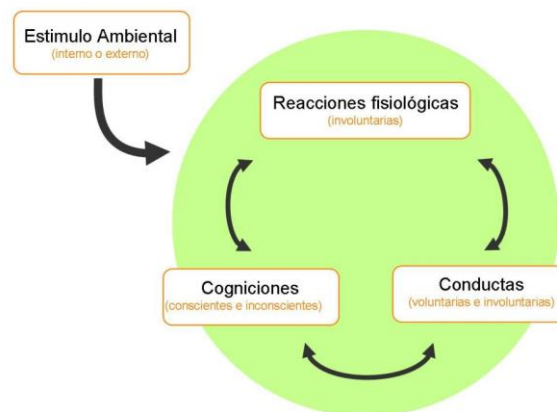 Estimulo Ambiental
(interno o externo)
Reacciones fisiológicas
(involuntarias)
Cogniciones
(conscientes e inconscientes)
Conductas
(voluntarias e involuntarias)